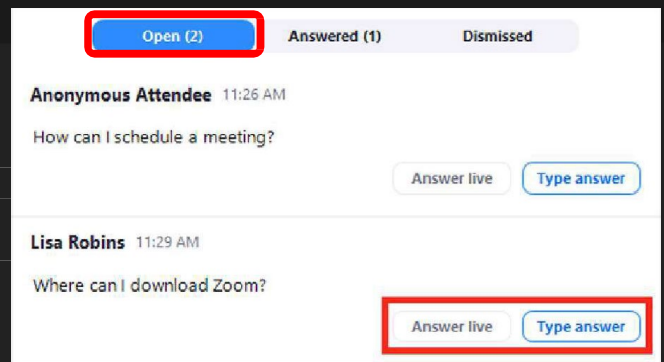 Open (2) Answered (1) Dismissed
Anonymous Attendee 11:26 AM
How can I schedule a meeting?
Answer live Type answer
Lisa Robins 11:29 AM
Where can I download Zoom?
Answer live Type answer